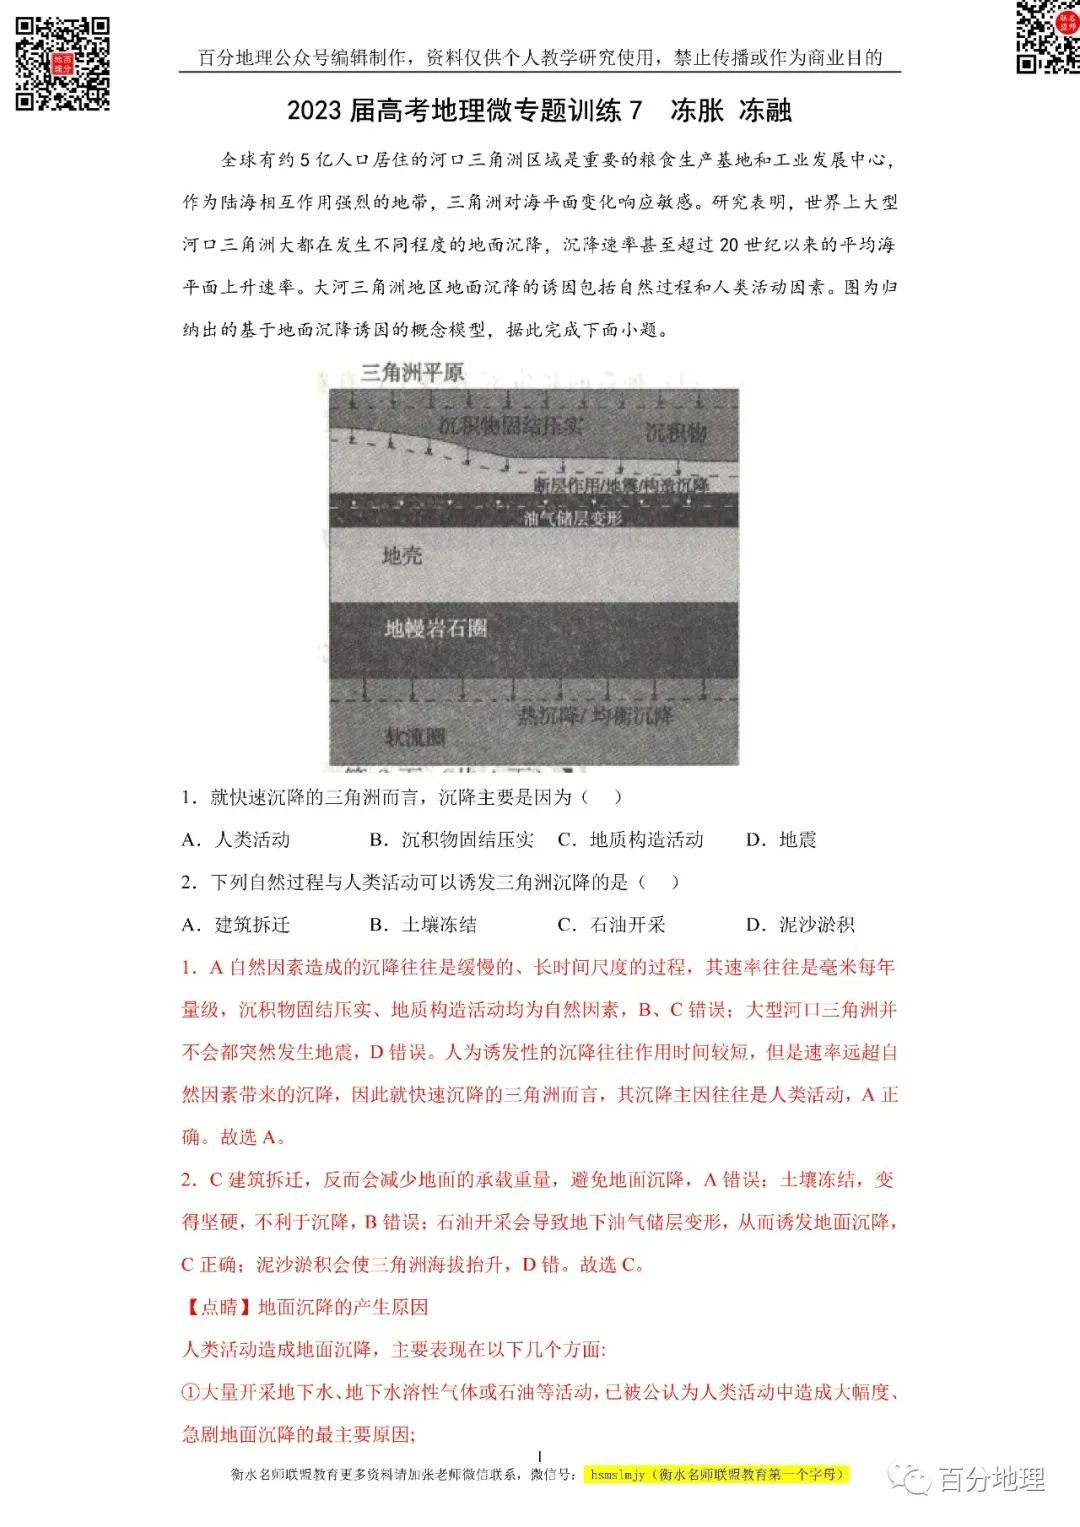 百分地理公众号编辑制作，资料仅供个人教学研究使用，禁止传播或作为商业目的
2023届高考地理微专题训练7 冻胀 冻融
全球有约5亿人口居住的河口三角洲区域是重要的粮食生产基地和工业发展中心，
作为陆海相互作用强烈的地带，三角洲对海平面变化响应敏感。研究表明，世界上大型
河口三角洲大都在发生不同程度的地面沉降，沉降速率甚至超过20世纪以来的平均海
平面上升速率。大河三角洲地区地面沉降的诱因包括自然过程和人类活动因素。图为归
纳出的基于地面沉降诱因的概念模型，据此完成下面小题。
三角洲平原
沉积物固结压实 沉积物
断层作用/地震/构造沉降
油气储层变形
地壳
地幔岩石圈
热沉降/均衡沉降
软流圈
1．就快速沉降的三角洲而言，沉降主要是因为（ ）
A．人类活动 B．沉积物固结压实 C．地质构造活动 D．地震
2．下列自然过程与人类活动可以诱发三角洲沉降的是（ ）
A．建筑拆迁 B．土壤冻结 C．石油开采 D．泥沙淤积
1．A 自然因素造成的沉降往往是缓慢的、长时间尺度的过程，其速率往往是毫米每年
量级，沉积物固结压实、地质构造活动均为自然因素，B、C错误；大型河口三角洲并
不会都突然发生地震，D错误。人为诱发性的沉降往往作用时间较短，但是速率远超自
然因素带来的沉降，因此就快速沉降的三角洲而言，其沉降主因往往是人类活动，A正
确。故选A。
2．C 建筑拆迁，反而会减少地面的承载重量，避免地面沉降，A错误；土壤冻结，变
得坚硬，不利于沉降，B错误；石油开采会导致地下油气储层变形，从而诱发地面沉降，
C正确；泥沙淤积会使三角洲海拔抬升，D错。故选C。
【点睛】地面沉降的产生原因
人类活动造成地面沉降，主要表现在以下几个方面:
①大量开采地下水、地下水溶性气体或石油等活动，已被公认为人类活动中造成大幅度、
急剧地面沉降的最主要原因;
1
衡水名师联盟教育更多资料请加张老师微信联系，微信号： hsmslmjy（衡水名师联盟教育第一个字母）
百分地理